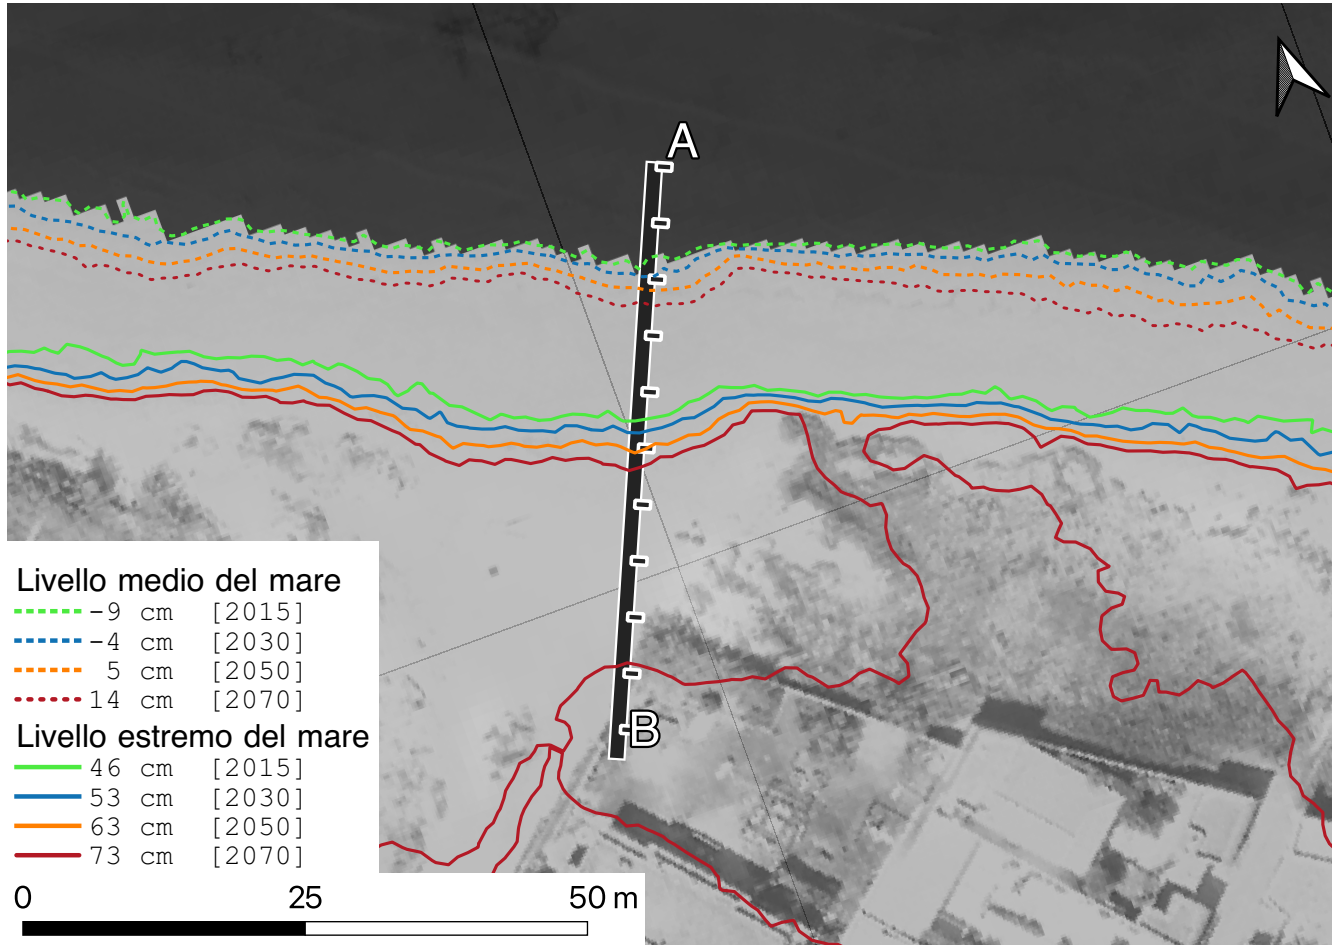 A
B
Livello medio del mare
-9 cm [2015]
-4 cm [2030]
5 cm [2050]
14 cm [2070]
Livello estremo del mare
46 cm [2015]
53 cm [2030]
63 cm [2050]
73 cm [2070]
0 25 50 m